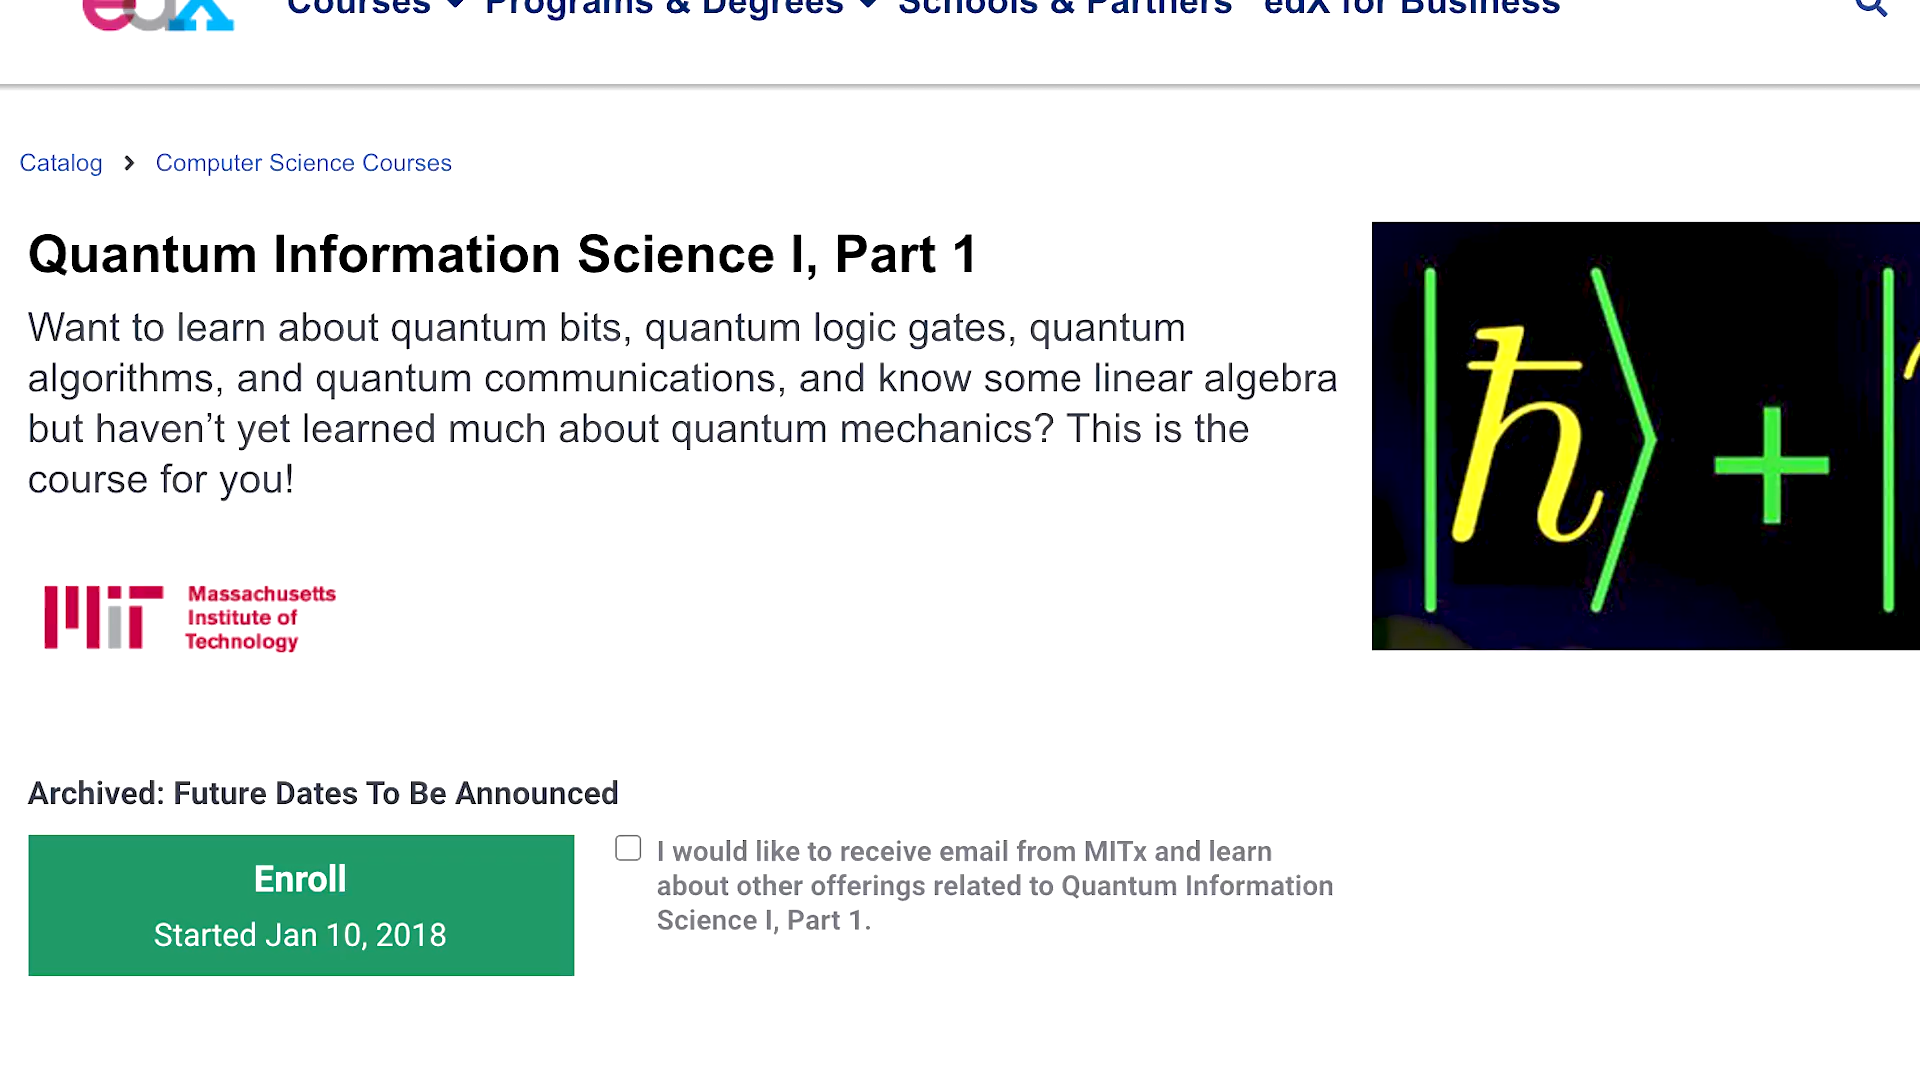 edX Courses Programs & Degrees Schools & Partners edX for Business
Catalog > Computer Science Courses
Quantum Information Science I, Part 1
Want to learn about quantum bits, quantum logic gates, quantum
algorithms, and quantum communications, and know some linear algebra
but haven’t yet learned much about quantum mechanics? This is the
course for you!
|ħ⟩ + |
MIT Massachusetts
Institute of
Technology
Archived: Future Dates To Be Announced
Enroll
Started Jan 10, 2018
I would like to receive email from MITx and learn
about other offerings related to Quantum Information
Science I, Part 1.